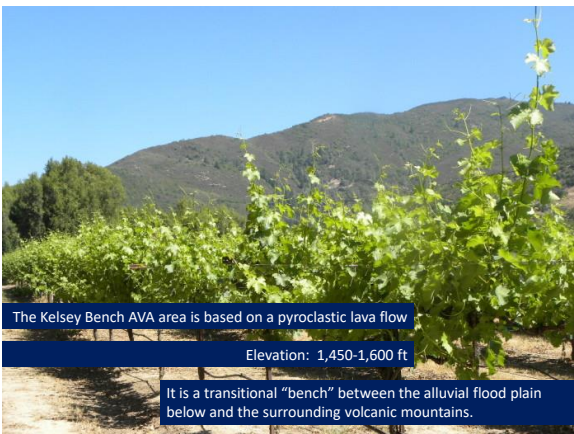 The Kelsey Bench AVA area is based on a pyroclastic lava flow
Elevation: 1,450-1,600 ft
It is a transitional “bench” between the alluvial flood plain
below and the surrounding volcanic mountains.